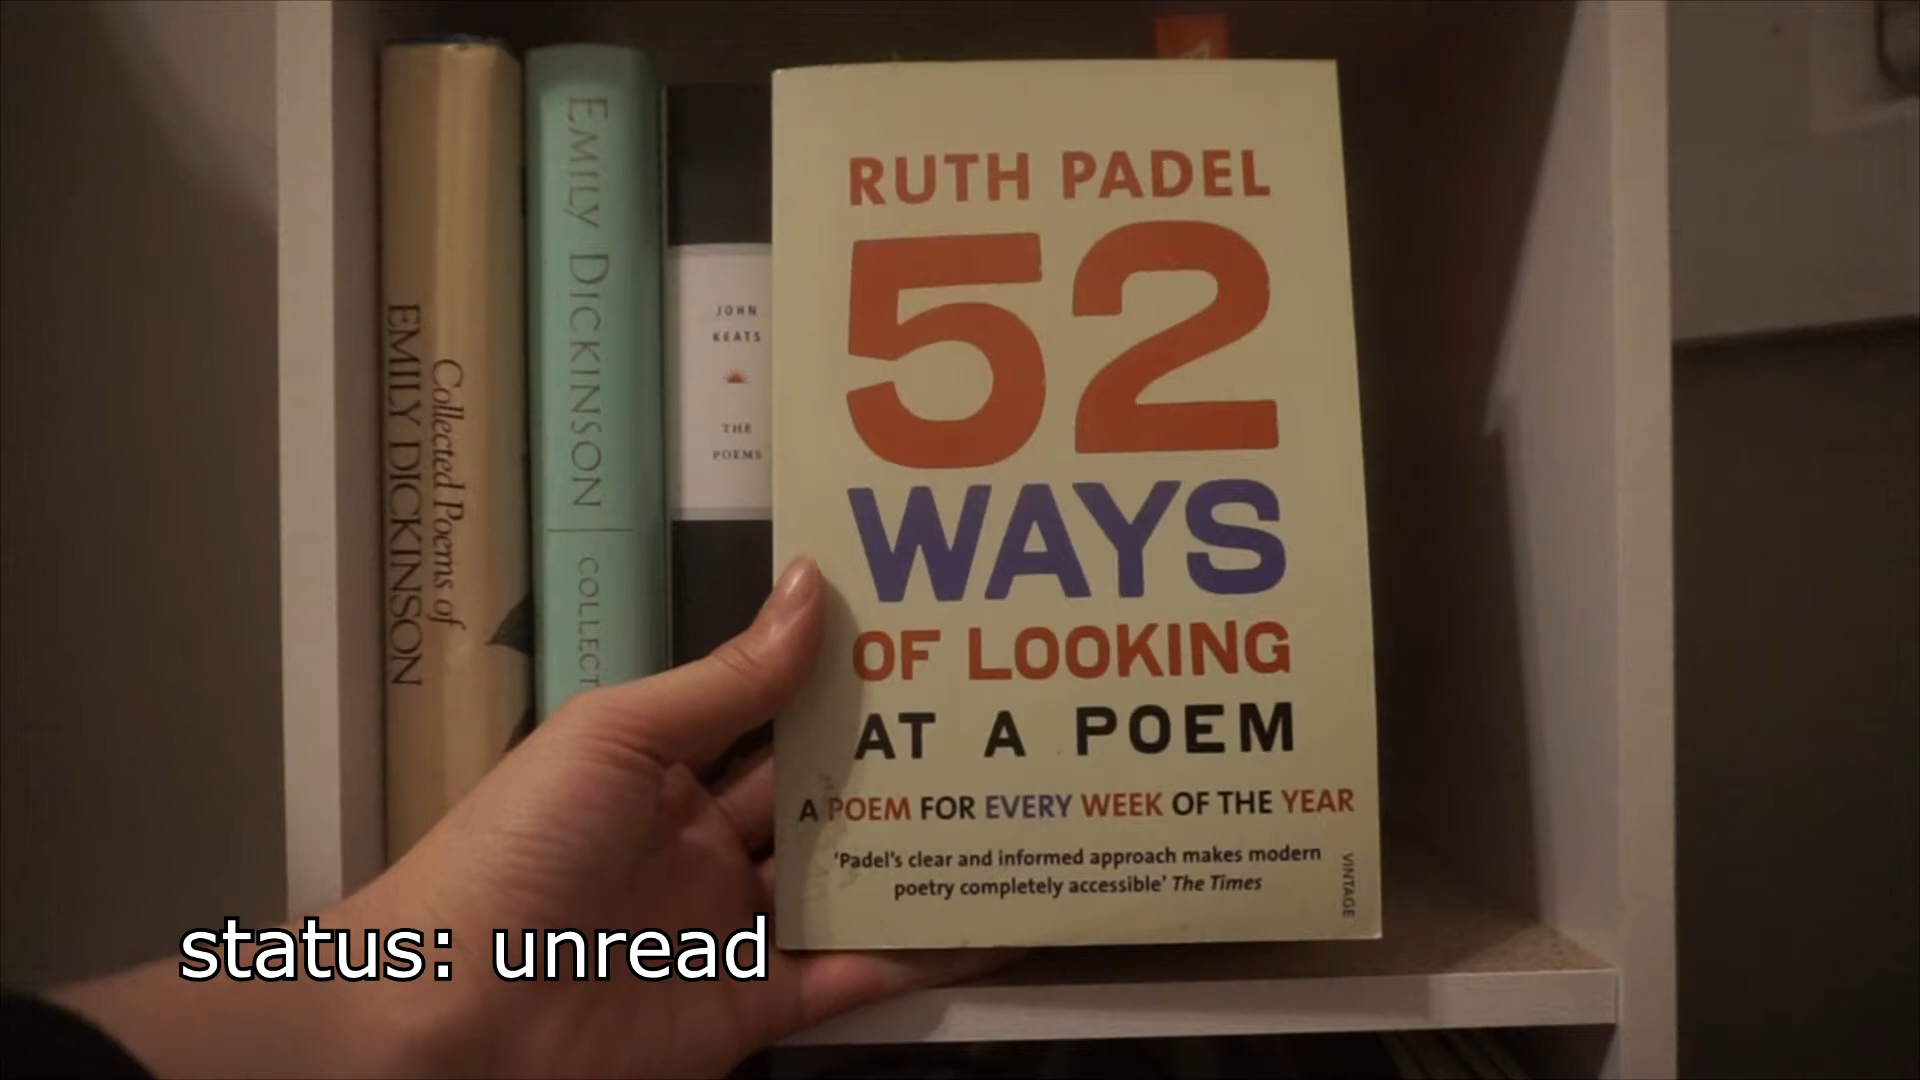 Collected Poems of
EMILY DICKINSON
EMILY DICKINSON
JOHN
KEATS
THE
POEMS
RUTH PADEL
52
WAYS
OF LOOKING
AT A POEM
A POEM FOR EVERY WEEK OF THE YEAR
'Padel's clear and informed approach makes modern
poetry completely accessible' The Times
VINTAGE
status: unread